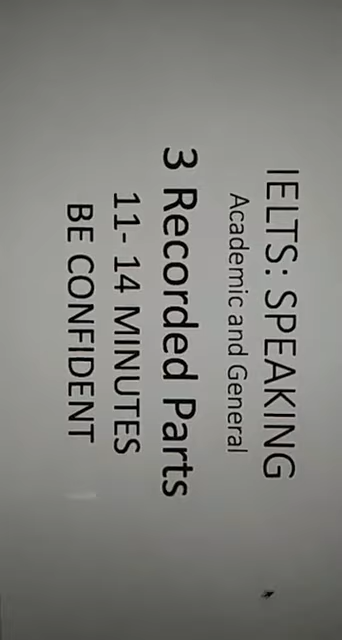 IELTS: SPEAKING
Academic and General
3 Recorded Parts
11- 14 MINUTES
BE CONFIDENT